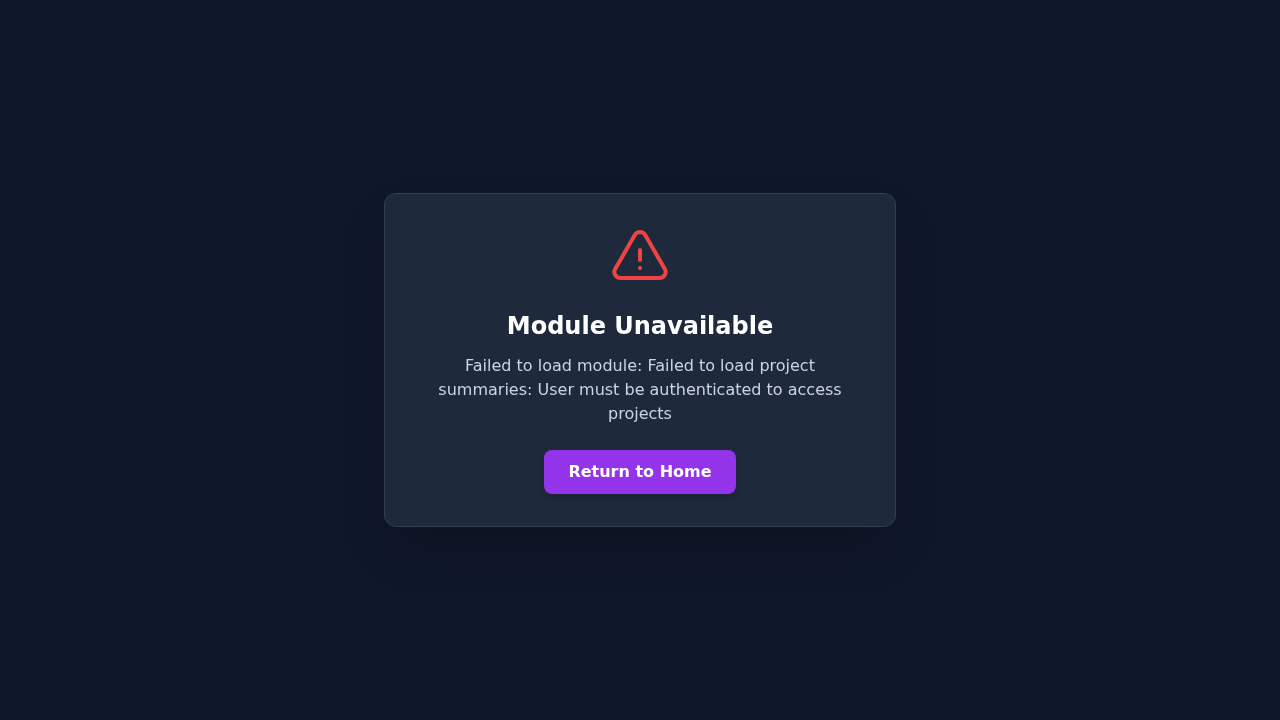 Module Unavailable
Failed to load module: Failed to load project
summaries: User must be authenticated to access
projects
Return to Home